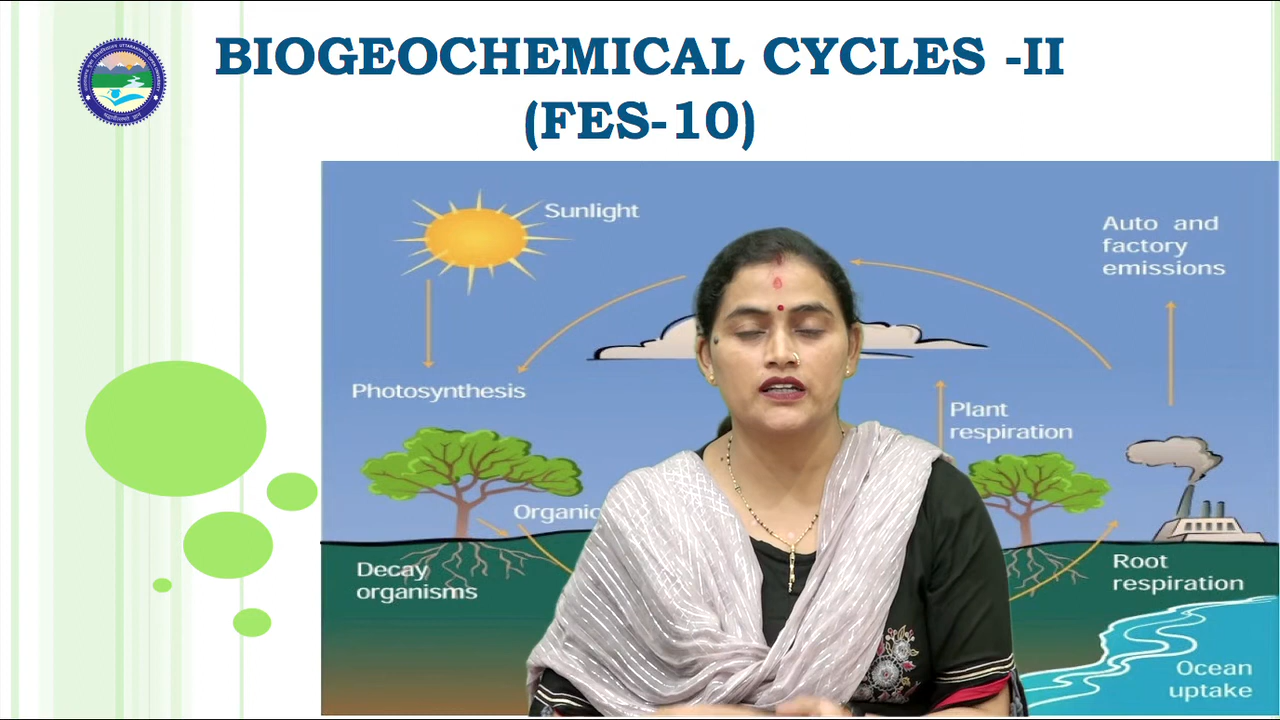 BIOGEOCHEMICAL CYCLES -II
(FES-10)
Sunlight
Auto and
factory
emissions
Photosynthesis
Plant
respiration
Organic
Decay
organisms
Root
respiration
Ocean
uptake